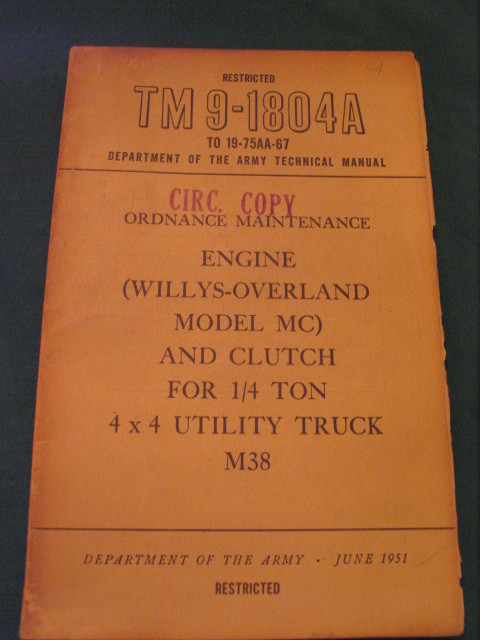 RESTRICTED
TM 9-1804A
TO 19-75AA-67
DEPARTMENT OF THE ARMY TECHNICAL MANUAL
CIRC. COPY
ORDNANCE MAINTENANCE
ENGINE
(WILLYS-OVERLAND
MODEL MC)
AND CLUTCH
FOR 1/4 TON
4 x 4 UTILITY TRUCK
M38
DEPARTMENT OF THE ARMY • JUNE 1951
RESTRICTED